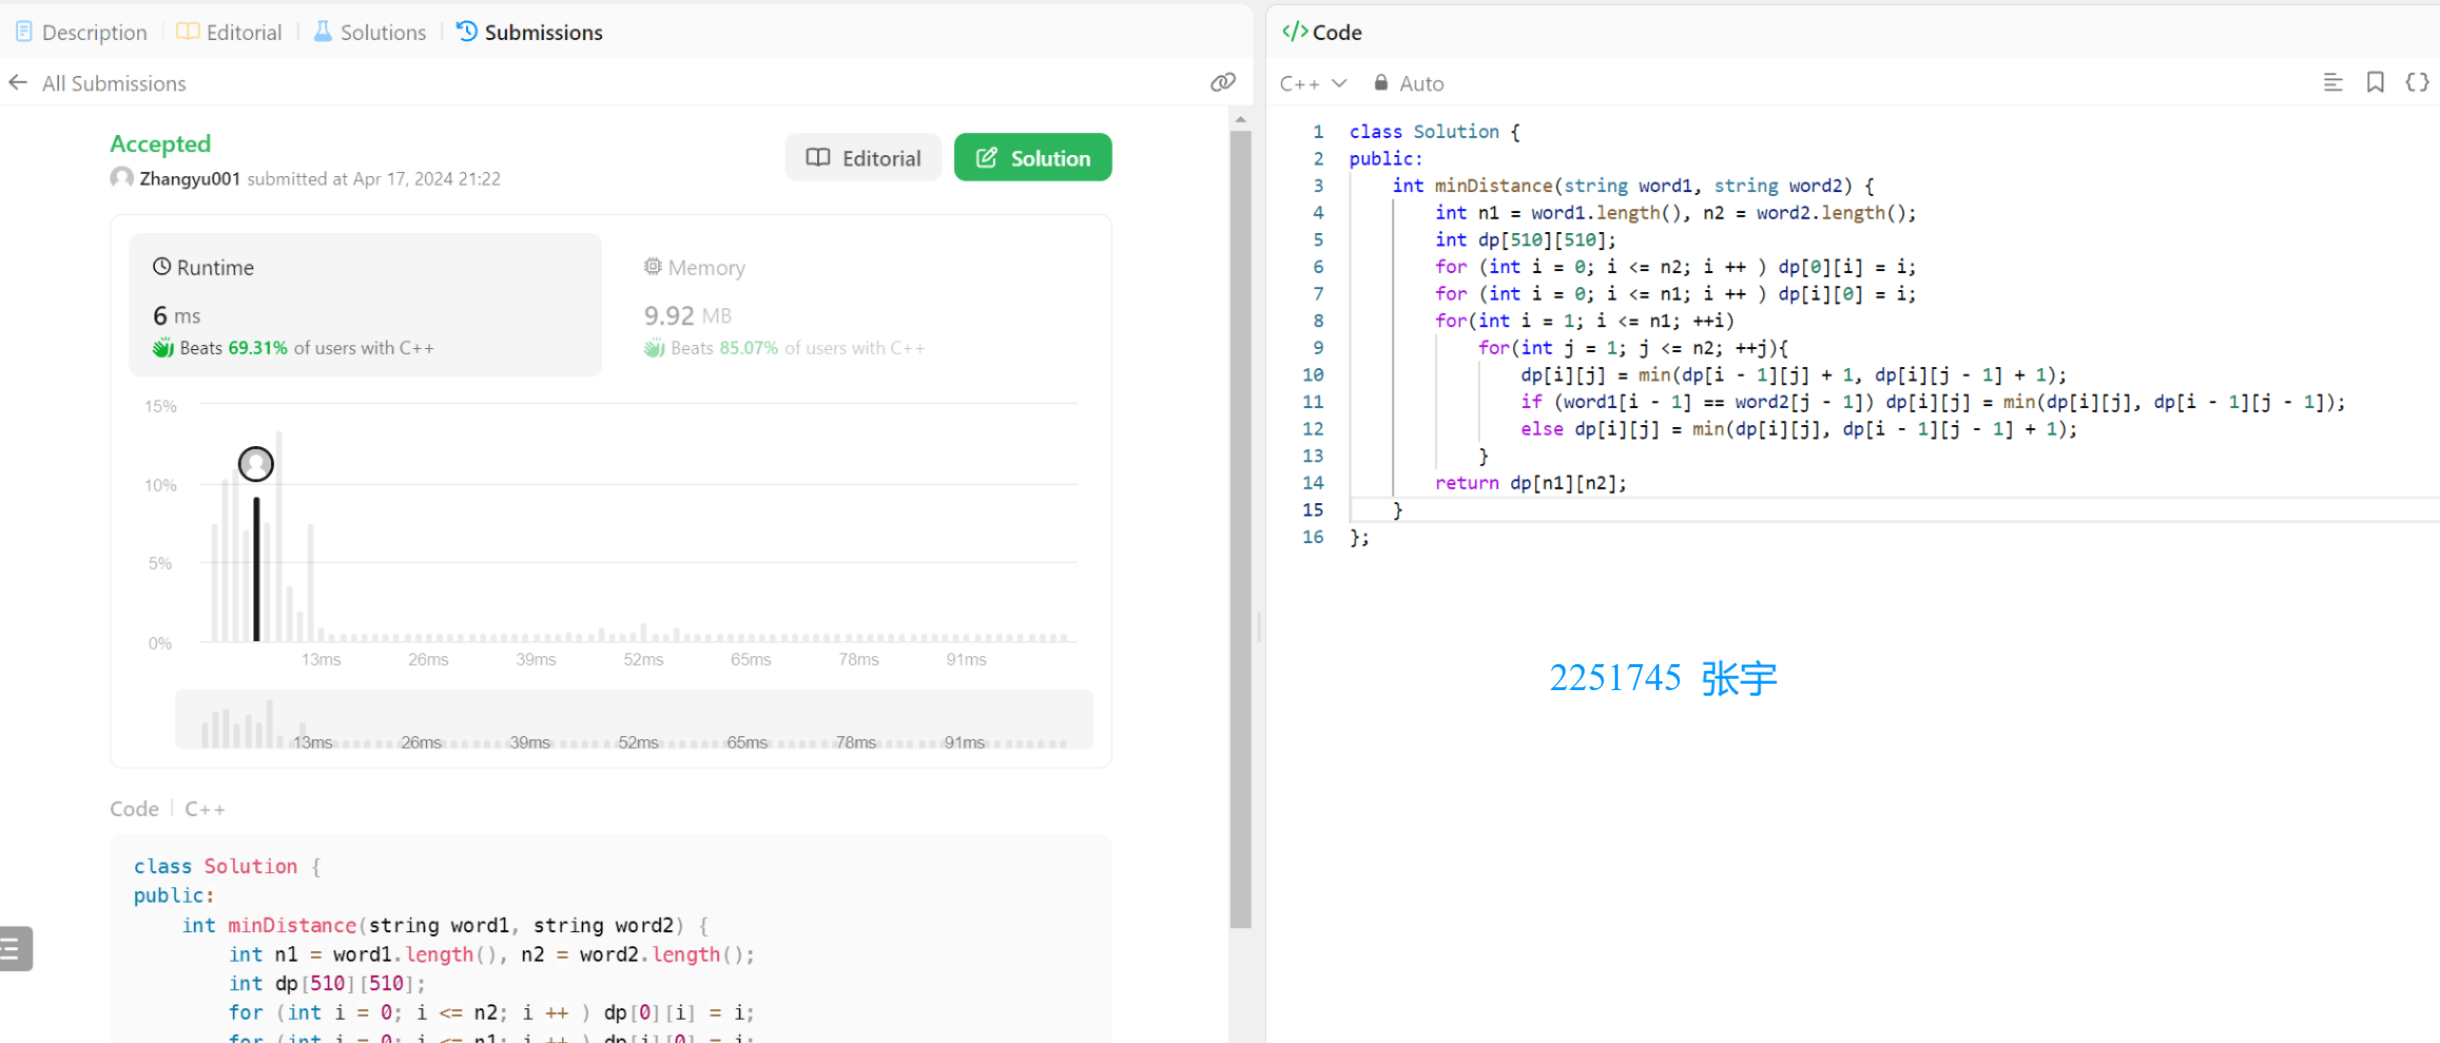 Description | Editorial | Solutions | Submissions
All Submissions
Accepted
Zhangyu001 submitted at Apr 17, 2024 21:22
Editorial
Solution
Runtime
6 ms
Beats 69.31% of users with C++
Memory
9.92 MB
Beats 85.07% of users with C++
15%
10%
5%
0%
13ms 26ms 39ms 52ms 65ms 78ms 91ms
13ms 26ms 39ms 52ms 65ms 78ms 91ms
Code | C++
class Solution {
public:
    int minDistance(string word1, string word2) {
        int n1 = word1.length(), n2 = word2.length();
        int dp[510][510];
        for (int i = 0; i <= n2; i ++ ) dp[0][i] = i;
        for (int i = 0; i <= n1; i ++ ) dp[i][0] = i;
</> Code
C++ Auto
1 class Solution {
2 public:
3     int minDistance(string word1, string word2) {
4         int n1 = word1.length(), n2 = word2.length();
5         int dp[510][510];
6         for (int i = 0; i <= n2; i ++ ) dp[0][i] = i;
7         for (int i = 0; i <= n1; i ++ ) dp[i][0] = i;
8         for(int i = 1; i <= n1; ++i)
9             for(int j = 1; j <= n2; ++j){
10                 dp[i][j] = min(dp[i - 1][j] + 1, dp[i][j - 1] + 1);
11                 if (word1[i - 1] == word2[j - 1]) dp[i][j] = min(dp[i][j], dp[i - 1][j - 1]);
12                 else dp[i][j] = min(dp[i][j], dp[i - 1][j - 1] + 1);
13             }
14         return dp[n1][n2];
15     }
16 };
2251745 张宇